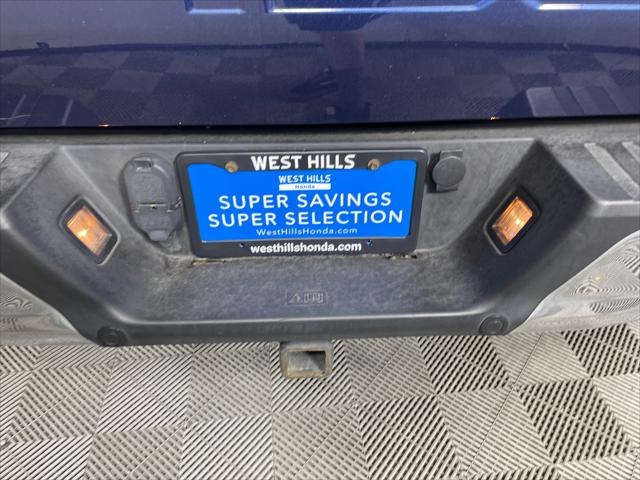 WEST HILLS
WEST HILLS
Honda
SUPER SAVINGS
SUPER SELECTION
WestHillsHonda.com
westhillshonda.com